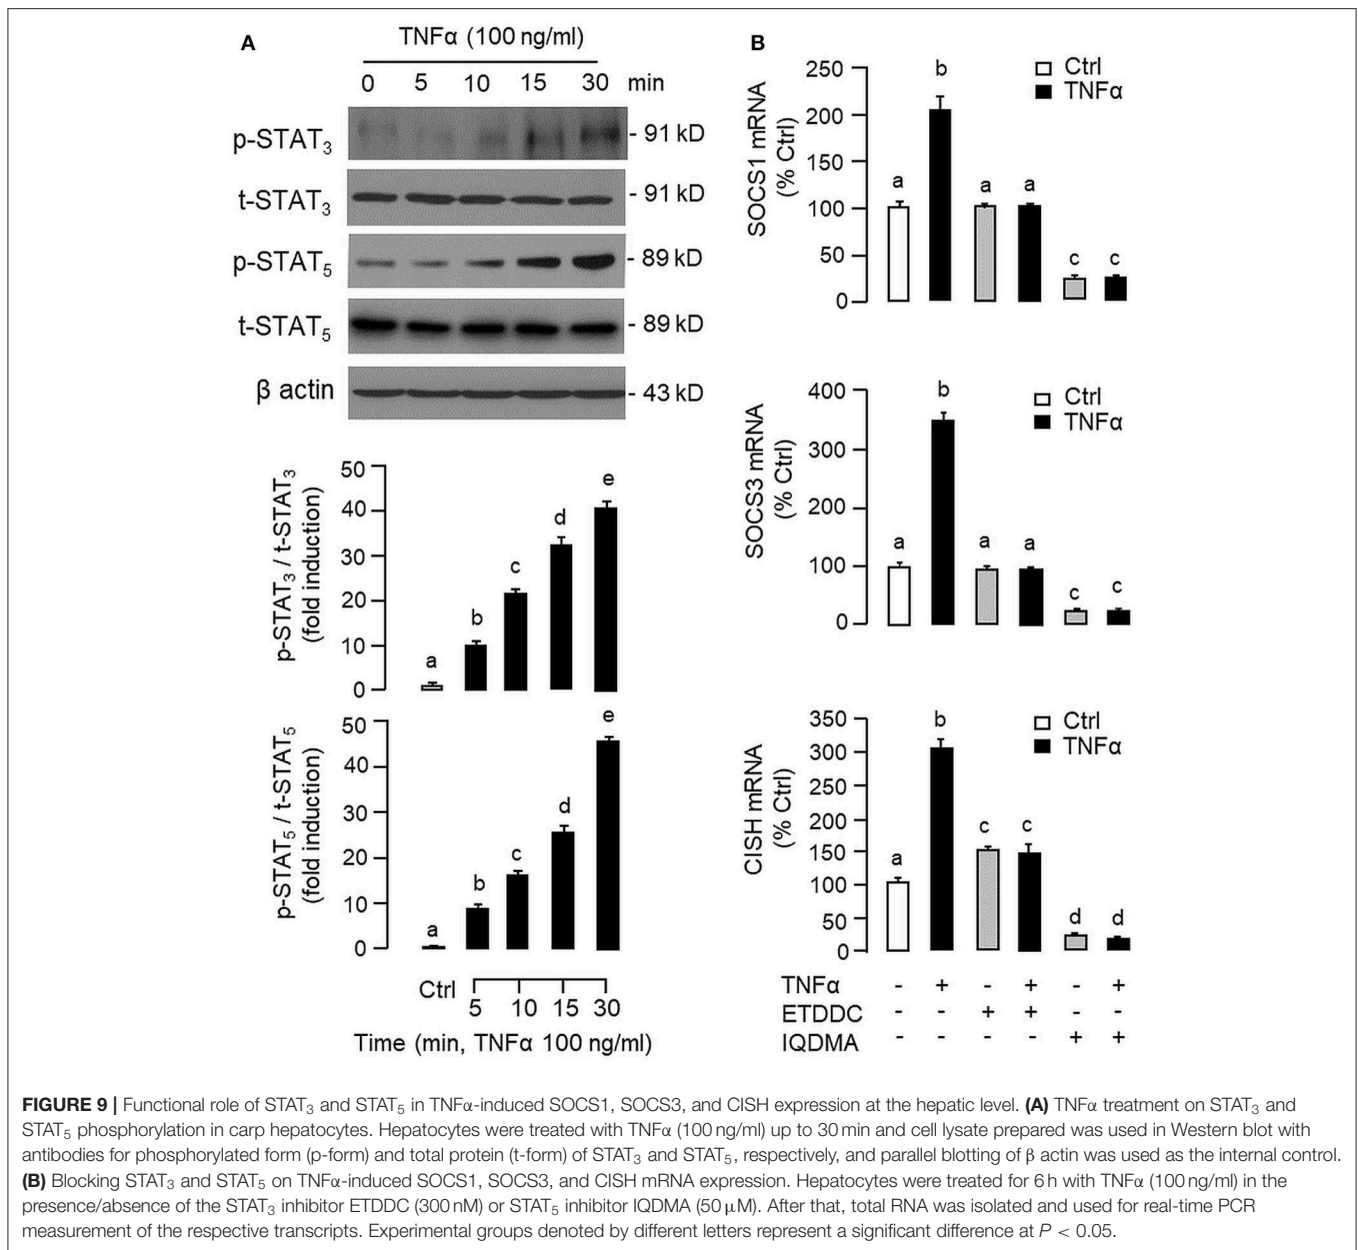 A
TNFα (100 ng/ml)
0 5 10 15 30 min
p-STAT3 - 91 kD
t-STAT3 - 91 kD
p-STAT5 - 89 kD
t-STAT5 - 89 kD
β actin - 43 kD
p-STAT3 / t-STAT3
(fold induction)
50
40
30
20
10
0
a b c d e
p-STAT5 / t-STAT5
(fold induction)
50
40
30
20
10
0
a b c d e
Ctrl 5 10 15 30
Time (min, TNFα 100 ng/ml)
B
SOCS1 mRNA
(% Ctrl)
250
200
150
100
50
0
Ctrl
TNFα
a b a a c c
SOCS3 mRNA
(% Ctrl)
400
300
200
100
0
Ctrl
TNFα
a b a a c c
CISH mRNA
(% Ctrl)
350
300
250
200
150
100
50
0
Ctrl
TNFα
a b c c d d
TNFα - + - + - +
ETDDC - - + + - -
IQDMA - - - - + +
FIGURE 9 | Functional role of STAT3 and STAT5 in TNFα-induced SOCS1, SOCS3, and CISH expression at the hepatic level. (A) TNFα treatment on STAT3 and
STAT5 phosphorylation in carp hepatocytes. Hepatocytes were treated with TNFα (100 ng/ml) up to 30 min and cell lysate prepared was used in Western blot with
antibodies for phosphorylated form (p-form) and total protein (t-form) of STAT3 and STAT5, respectively, and parallel blotting of β actin was used as the internal control.
(B) Blocking STAT3 and STAT5 on TNFα-induced SOCS1, SOCS3, and CISH mRNA expression. Hepatocytes were treated for 6 h with TNFα (100 ng/ml) in the
presence/absence of the STAT3 inhibitor ETDDC (300 nM) or STAT5 inhibitor IQDMA (50 μM). After that, total RNA was isolated and used for real-time PCR
measurement of the respective transcripts. Experimental groups denoted by different letters represent a significant difference at P < 0.05.